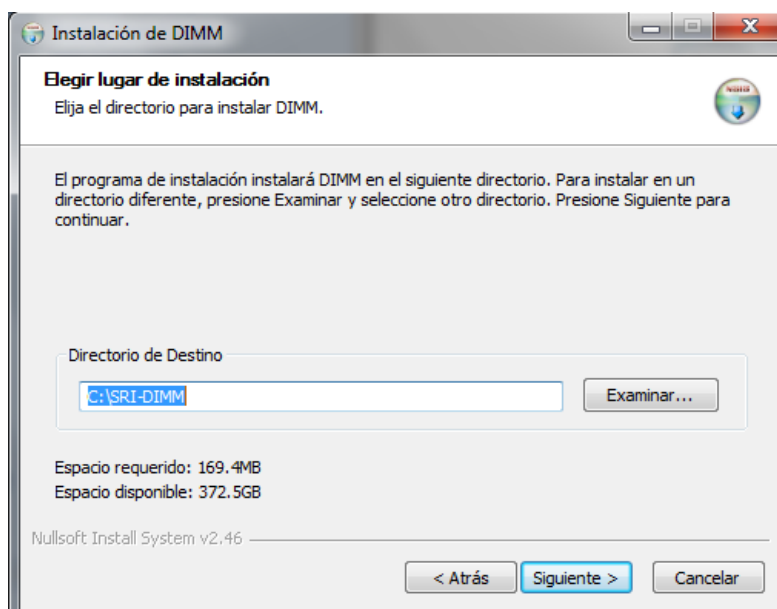 Instalación de DIMM
Elegir lugar de instalación
Elija el directorio para instalar DIMM.
El programa de instalación instalará DIMM en el siguiente directorio. Para instalar en un
directorio diferente, presione Examinar y seleccione otro directorio. Presione Siguiente para
continuar.
Directorio de Destino
C:\SRI-DIMM
Examinar...
Espacio requerido: 169.4MB
Espacio disponible: 372.5GB
Nullsoft Install System v2.46
< Atrás
Siguiente >
Cancelar